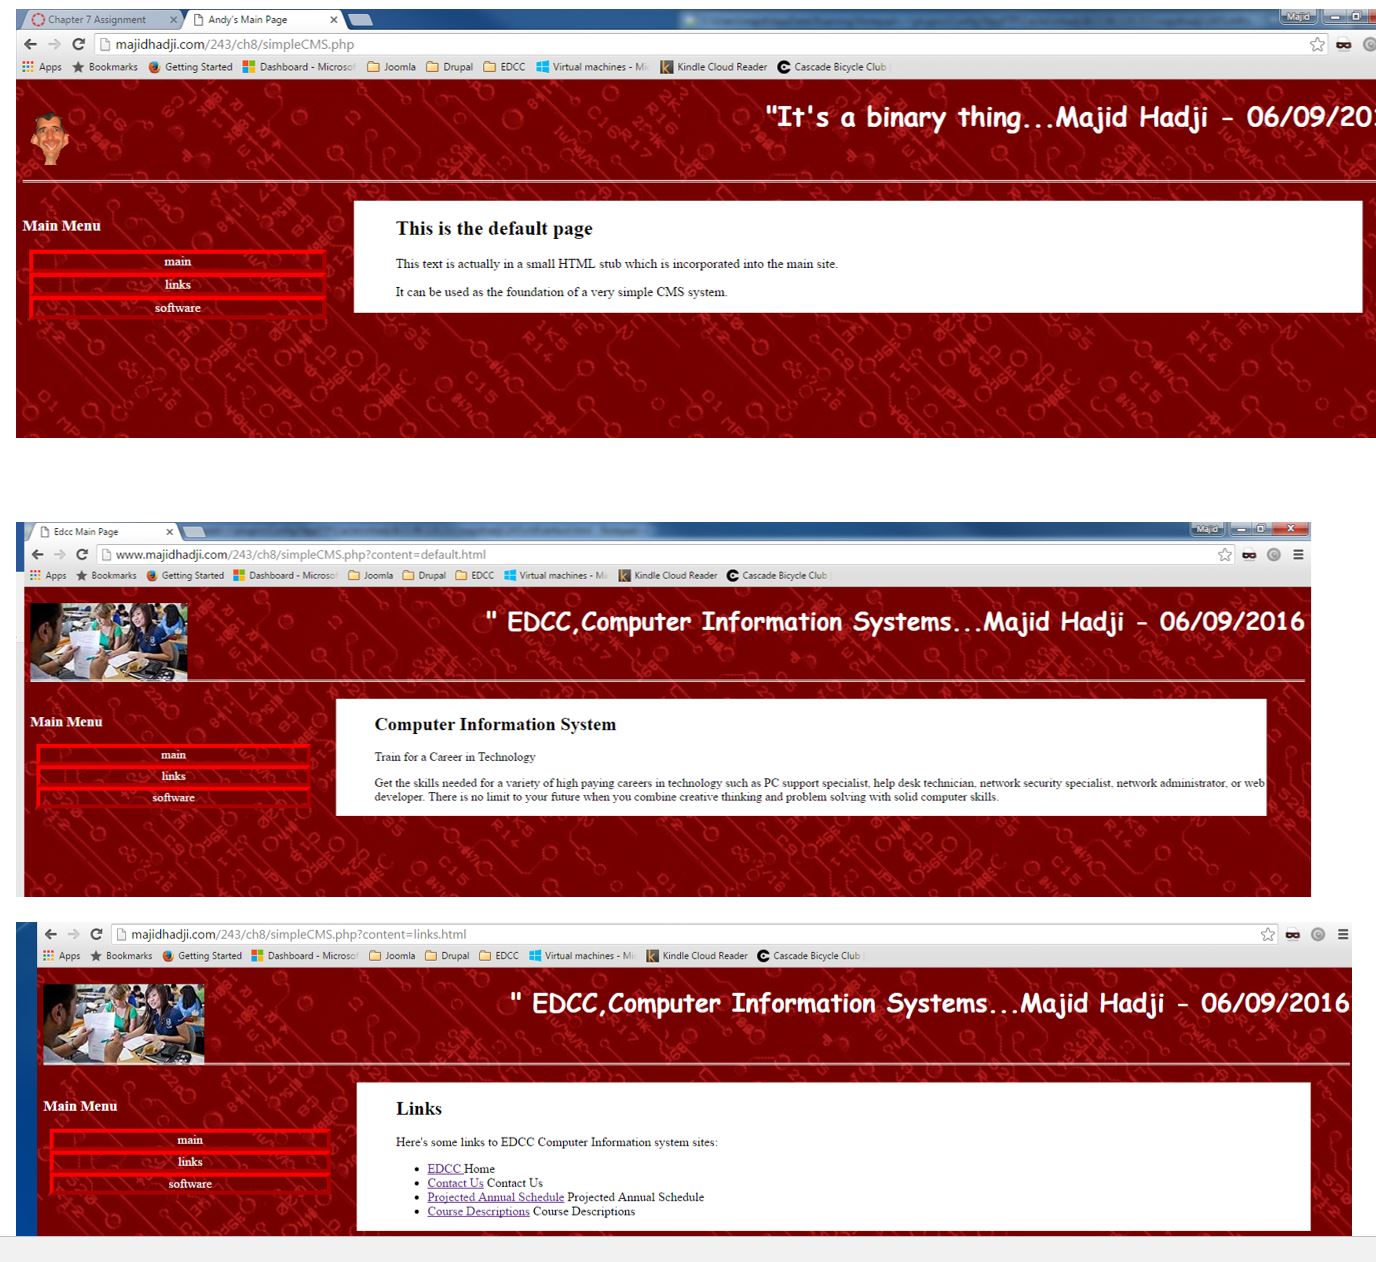 Chapter 7 Assignment
Andy's Main Page
Majid
majidhadji.com/243/ch8/simpleCMS.php
Apps Bookmarks Getting Started Dashboard - Microsof Joomla Drupal EDCC Virtual machines - Mi Kindle Cloud Reader Cascade Bicycle Club
"It's a binary thing...Majid Hadji - 06/09/20
Main Menu
main
links
software
This is the default page
This text is actually in a small HTML stub which is incorporated into the main site.
It can be used as the foundation of a very simple CMS system.
Edcc Main Page
Majid
www.majidhadji.com/243/ch8/simpleCMS.php?content=default.html
Apps Bookmarks Getting Started Dashboard - Microsof Joomla Drupal EDCC Virtual machines - Mi Kindle Cloud Reader Cascade Bicycle Club
" EDCC,Computer Information Systems...Majid Hadji - 06/09/2016
Main Menu
main
links
software
Computer Information System
Train for a Career in Technology
Get the skills needed for a variety of high paying careers in technology such as PC support specialist, help desk technician, network security specialist, network administrator, or web
developer. There is no limit to your future when you combine creative thinking and problem solving with solid computer skills.
majidhadji.com/243/ch8/simpleCMS.php?content=links.html
Apps Bookmarks Getting Started Dashboard - Microsof Joomla Drupal EDCC Virtual machines - Mi Kindle Cloud Reader Cascade Bicycle Club
" EDCC,Computer Information Systems...Majid Hadji - 06/09/2016
Main Menu
main
links
software
Links
Here's some links to EDCC Computer Information system sites:
EDCC Home
Contact Us Contact Us
Projected Annual Schedule Projected Annual Schedule
Course Descriptions Course Descriptions